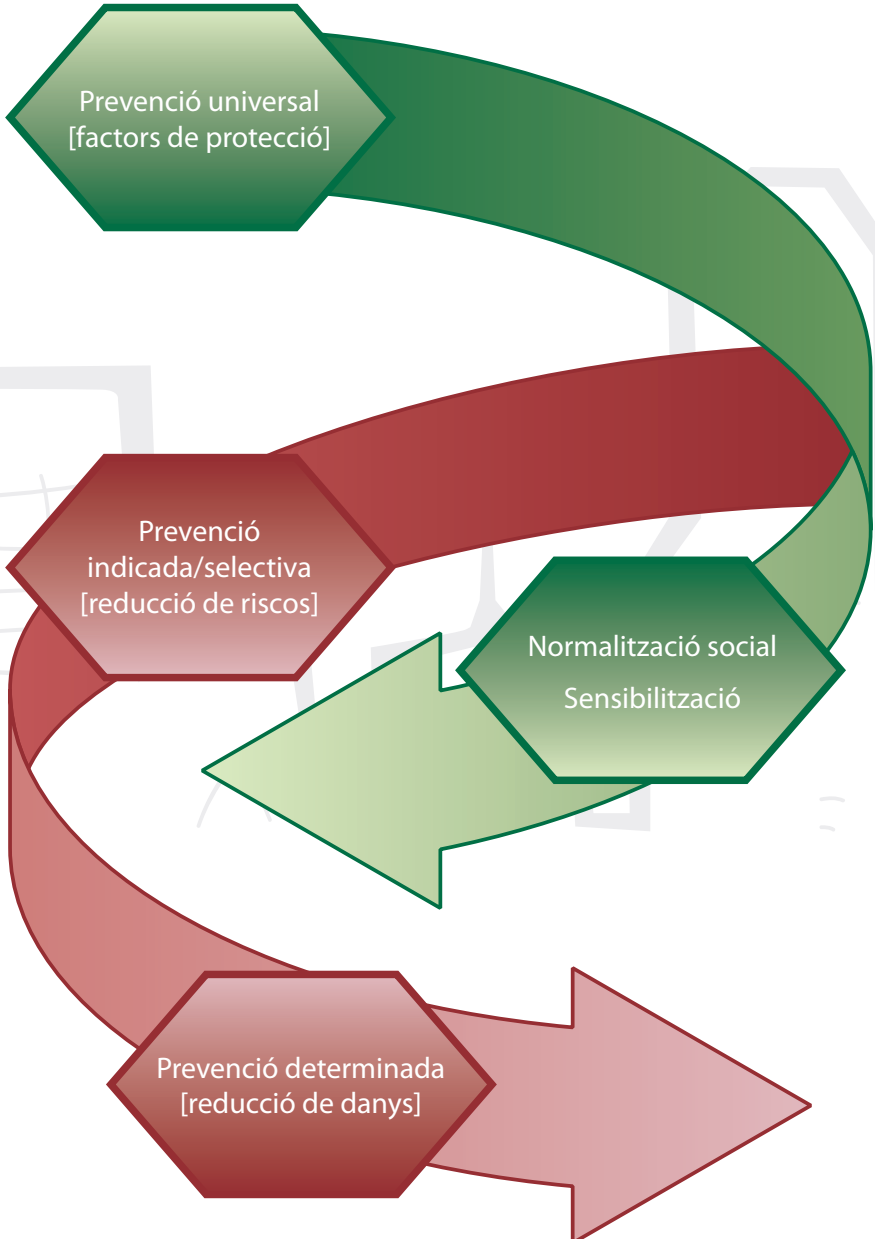 Prevenció universal
[factors de protecció]
Prevenció
indicada/selectiva
[reducció de riscos]
Normalització social
Sensibilització
Prevenció determinada
[reducció de danys]